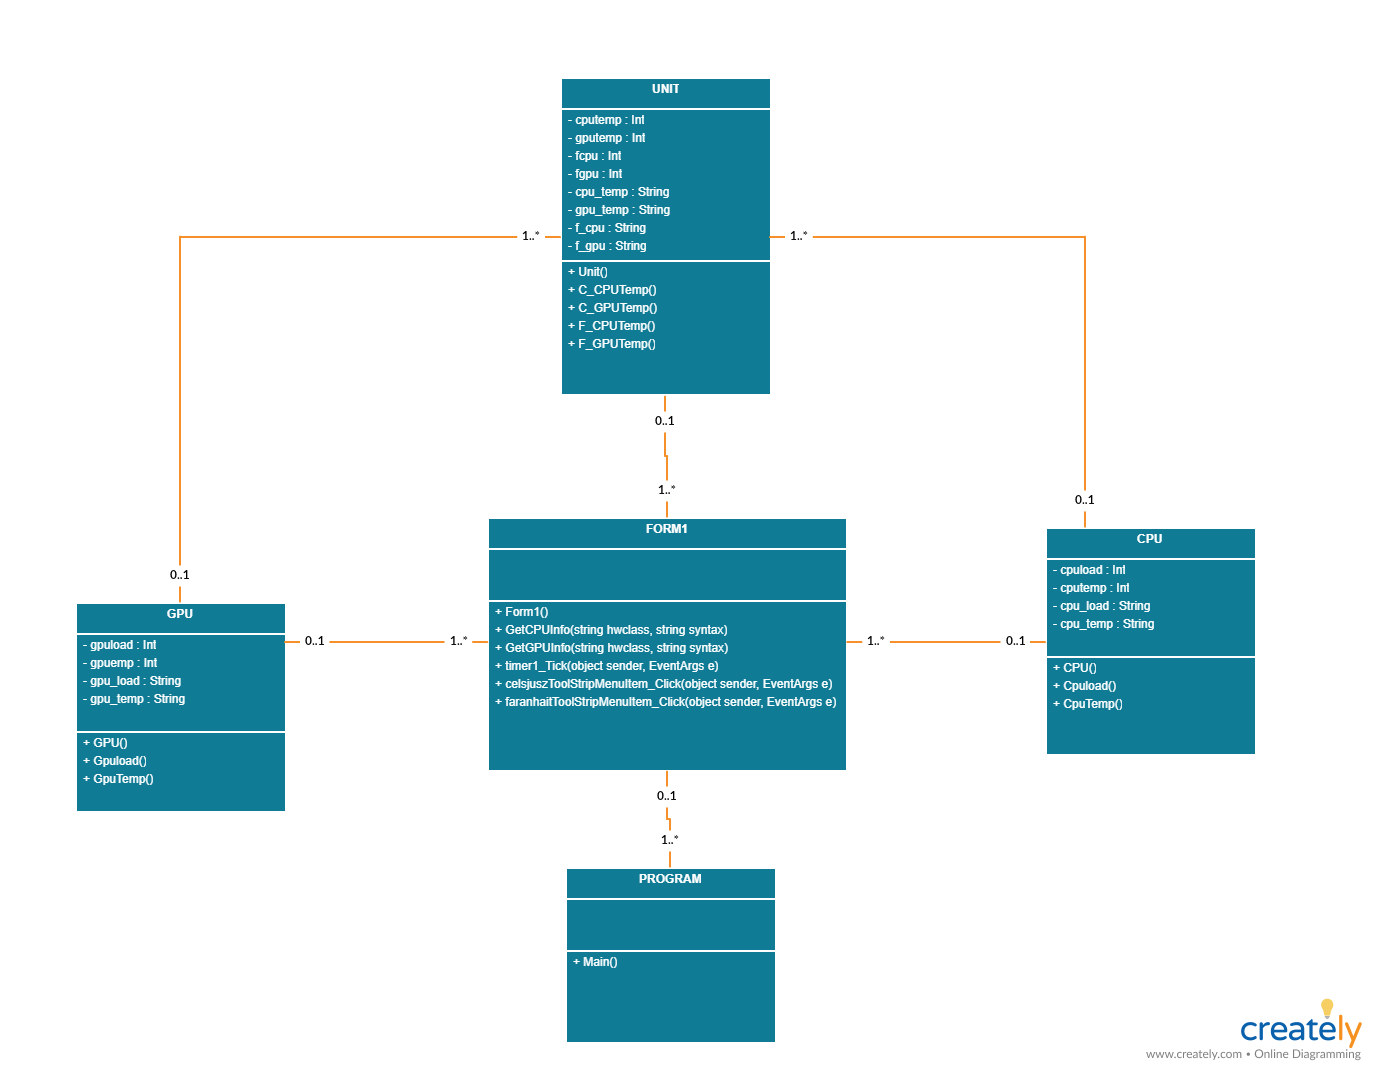 UNIT
- cputemp : Int
- gputemp : Int
- fcpu : Int
- fgpu : Int
- cpu_temp : String
- gpu_temp : String
- f_cpu : String
- f_gpu : String
+ Unit()
+ C_CPUTemp()
+ C_GPUTemp()
+ F_CPUTemp()
+ F_GPUTemp()
1..*
1..*
0..1
1..*
0..1
0..1
FORM1
+ Form1()
+ GetCPUInfo(string hwclass, string syntax)
+ GetGPUInfo(string hwclass, string syntax)
+ timer1_Tick(object sender, EventArgs e)
+ celsjuszToolStripMenuItem_Click(object sender, EventArgs e)
+ faranhaitToolStripMenuItem_Click(object sender, EventArgs e)
CPU
- cpuload : Int
- cputemp : Int
- cpu_load : String
- cpu_temp : String
+ CPU()
+ Cpuload()
+ CpuTemp()
GPU
- gpuload : Int
- gpuemp : Int
- gpu_load : String
- gpu_temp : String
+ GPU()
+ Gpuload()
+ GpuTemp()
0..1
1..*
1..*
0..1
0..1
1..*
PROGRAM
+ Main()
creately
www.creately.com • Online Diagramming